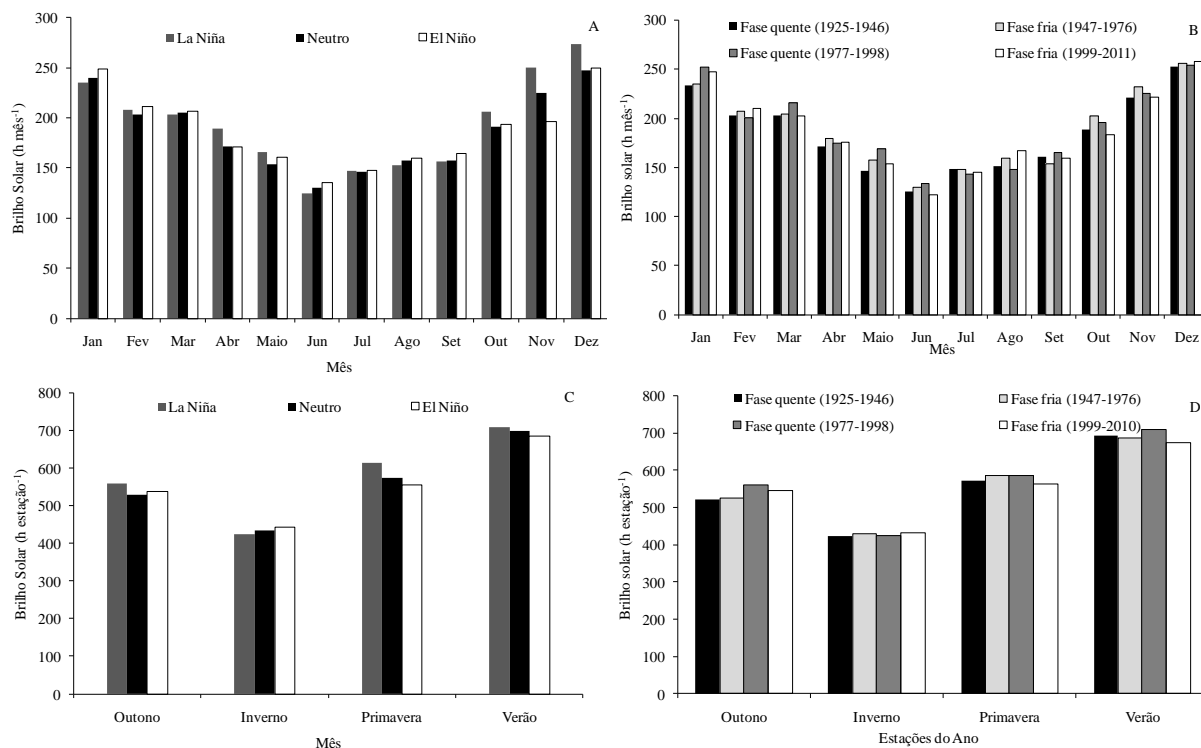 A
La Niña Neutro El Niño
Brilho Solar (h mês-1)
300
250
200
150
100
50
0
Jan Fev Mar Abr Maio Jun Jul Ago Set Out Nov Dez
Mês
B
Fase quente (1925-1946) Fase fria (1947-1976)
Fase quente (1977-1998) Fase fria (1999-2011)
Brilho solar (h mês-1)
300
250
200
150
100
50
0
Jan Fev Mar Abr Maio Jun Jul Ago Set Out Nov Dez
Mês
C
La Niña Neutro El Niño
Brilho Solar (h estação-1)
800
700
600
500
400
300
200
100
0
Outono Inverno Primavera Verão
Mês
D
Fase quente (1925-1946) Fase fria (1947-1976)
Fase quente (1977-1998) Fase fria (1999-2010)
Brilho solar (h estação-1)
800
700
600
500
400
300
200
100
0
Outono Inverno Primavera Verão
Estações do Ano